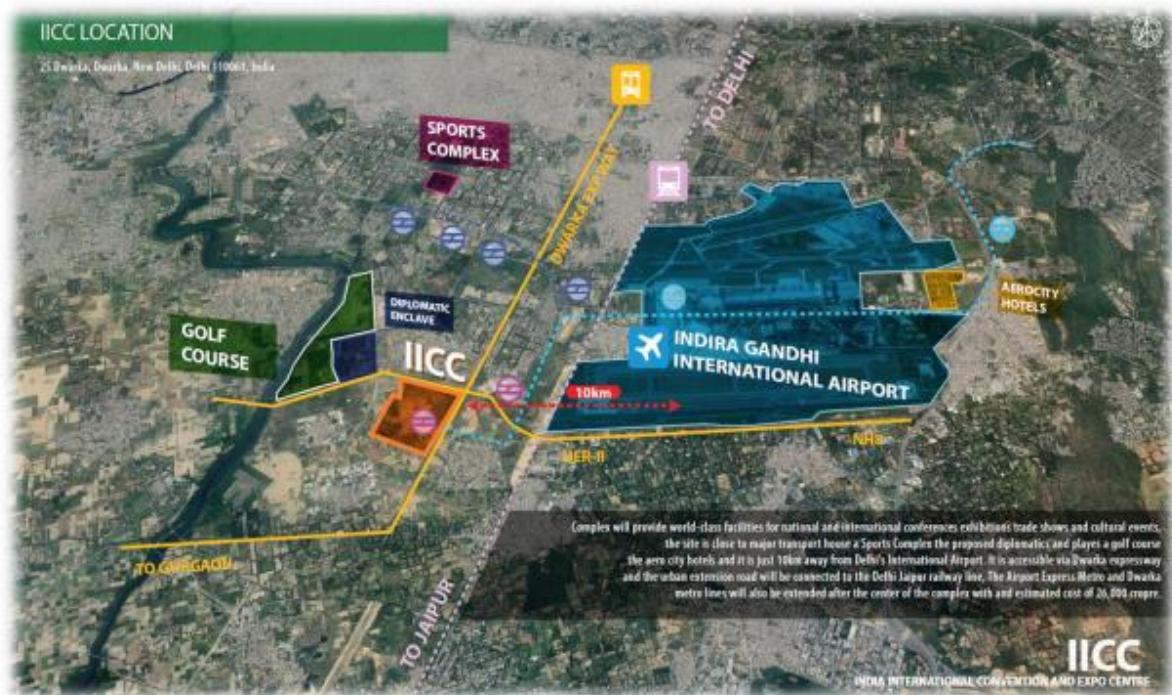 IICC LOCATION
25 Dwarka, Dwarka, New Delhi, Delhi 110061, India
SPORTS
COMPLEX
TO DELHI
DWARKA EXPWAY
DIPLOMATIC
ENCLAVE
GOLF
COURSE
IICC
AEROCITY
HOTELS
INDIRA GANDHI
INTERNATIONAL AIRPORT
10km
UER-II
NH8
TO GURGAON
TO JAIPUR
Complex will provide world-class facilities for national and international conferences exhibitions trade shows and cultural events.
the site is close to major transport house a Sports Complex the proposed diplomatics and playes a golf course
the aero city hotels and it is just 10km away from Delhi's International Airport. It is accessible via Dwarka expressway
and the urban extension road will be connected to the Delhi Jaipur railway line, The Airport Express Metro and Dwarka
metro lines will also be extended after the center of the complex with and estimated cost of 26,000 cropre.
IICC
INDIA INTERNATIONAL CONVENTION AND EXPO CENTRE